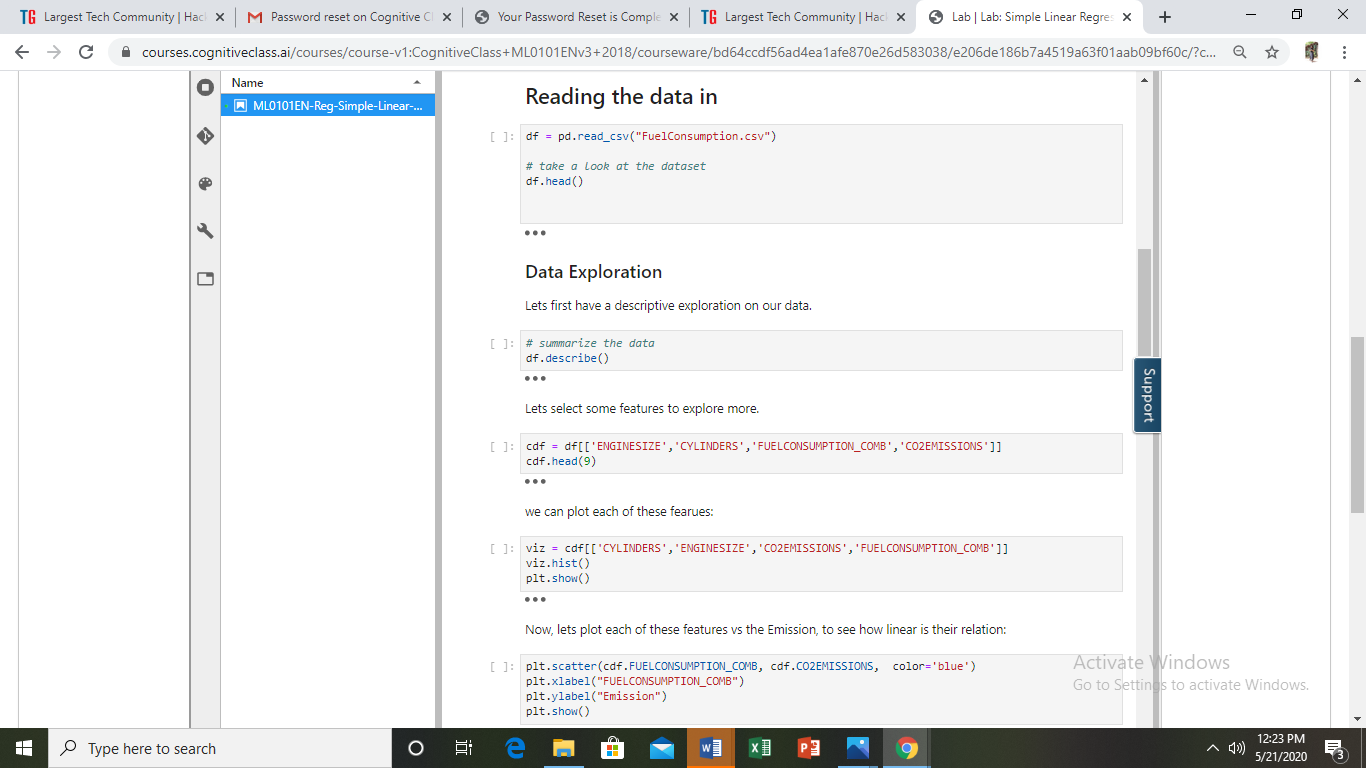 Largest Tech Community | Hack
Password reset on Cognitive Cl
Your Password Reset is Comple
Largest Tech Community | Hack
Lab | Lab: Simple Linear Regres
courses.cognitiveclass.ai/courses/course-v1:CognitiveClass+ML0101ENv3+2018/courseware/bd64ccdf56ad4ea1afe870e26d583038/e206de186b7a4519a63f01aab09bf60c/?c...
Name
ML0101EN-Reg-Simple-Linear-...
Reading the data in
[ ]: df = pd.read_csv("FuelConsumption.csv")
# take a look at the dataset
df.head()
•••
Data Exploration
Lets first have a descriptive exploration on our data.
[ ]: # summarize the data
df.describe()
•••
Lets select some features to explore more.
[ ]: cdf = df[['ENGINESIZE','CYLINDERS','FUELCONSUMPTION_COMB','CO2EMISSIONS']]
cdf.head(9)
•••
we can plot each of these fearues:
[ ]: viz = cdf[['CYLINDERS','ENGINESIZE','CO2EMISSIONS','FUELCONSUMPTION_COMB']]
viz.hist()
plt.show()
•••
Now, lets plot each of these features vs the Emission, to see how linear is their relation:
[ ]: plt.scatter(cdf.FUELCONSUMPTION_COMB, cdf.CO2EMISSIONS,  color='blue')
plt.xlabel("FUELCONSUMPTION_COMB")
plt.ylabel("Emission")
plt.show()
Support
Activate Windows
Go to Settings to activate Windows.
Type here to search
12:23 PM
5/21/2020
3